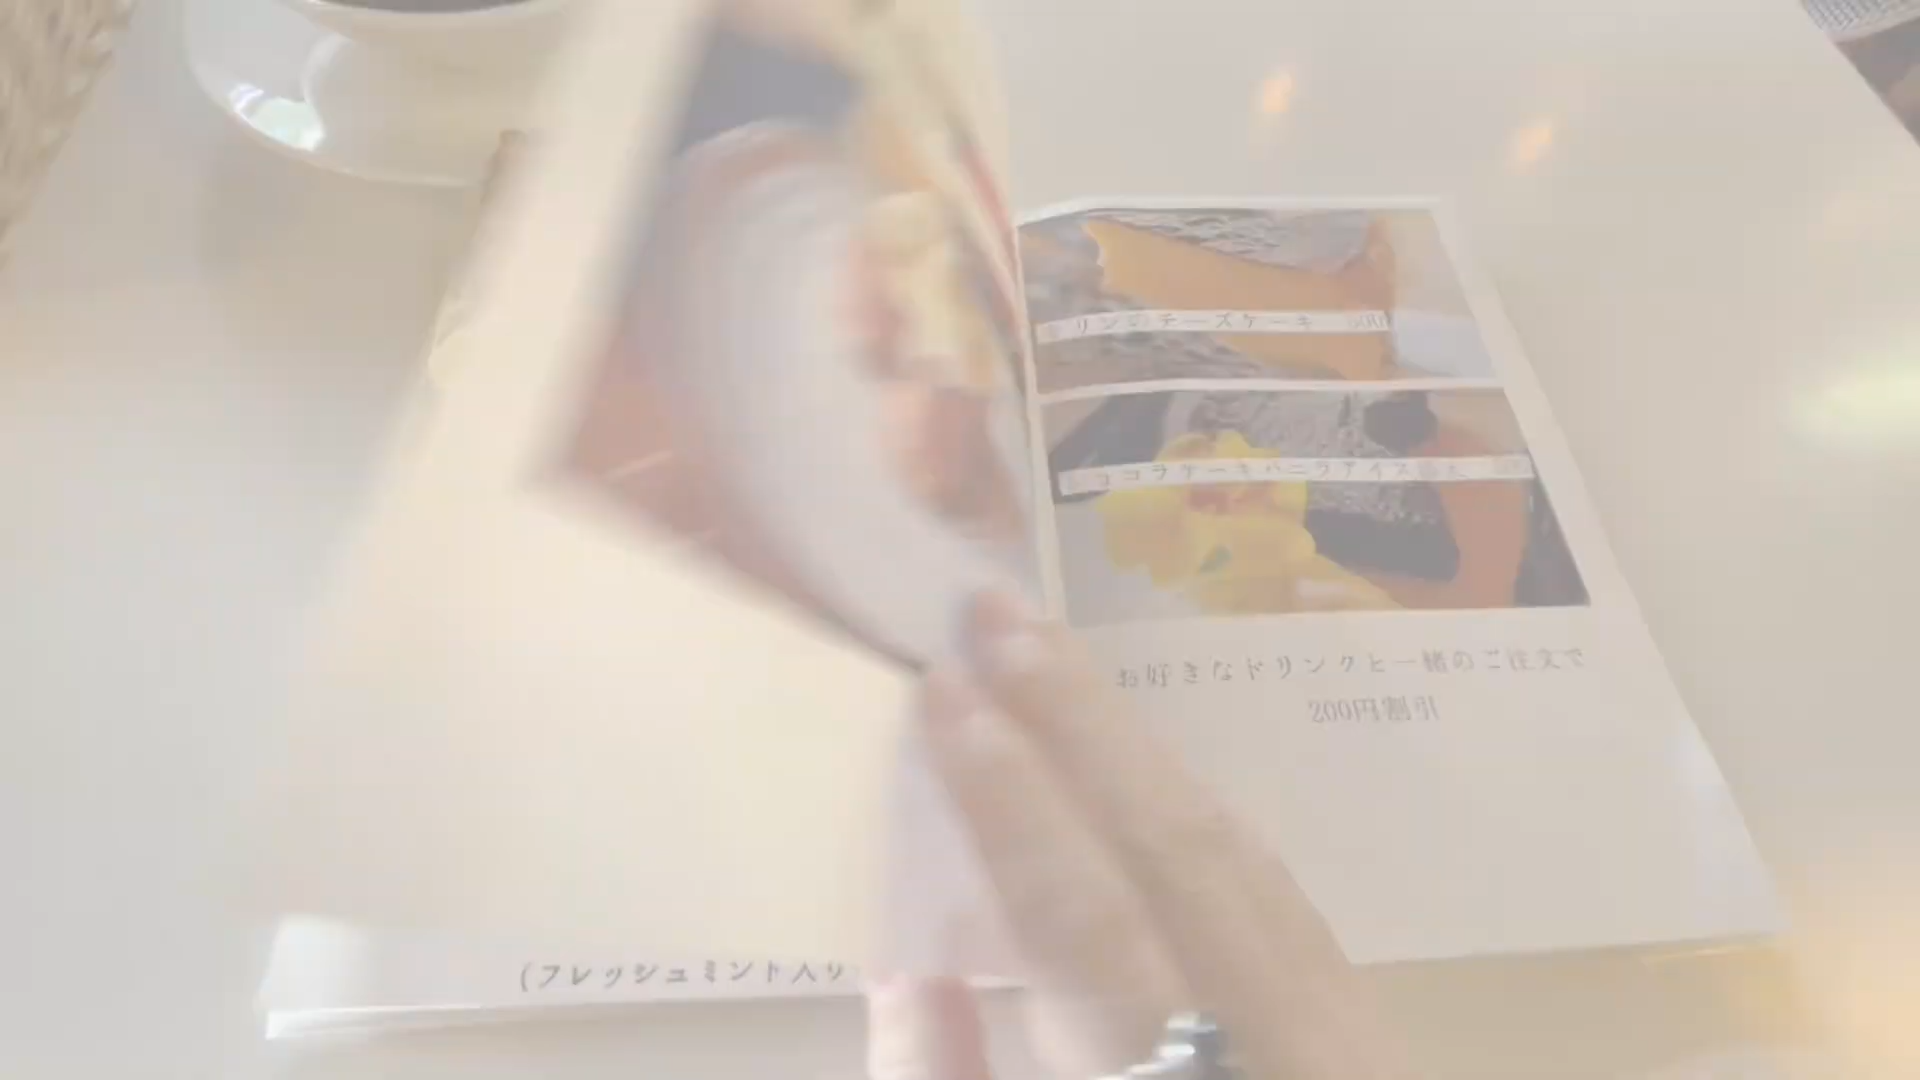 リンのチーズケーキ
ココラケーキバニラアイス
お好きなドリンクと一緒のご注文で
200円割引
(フレッシュミント入り